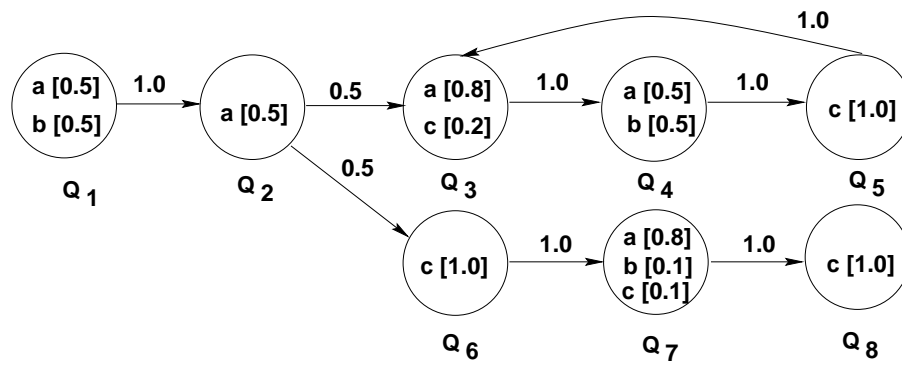 1.0
a [0.5]
b [0.5]
1.0
a [0.5]
0.5
a [0.8]
c [0.2]
1.0
a [0.5]
b [0.5]
1.0
c [1.0]
Q 1
Q 2
Q 3
Q 4
Q 5
0.5
c [1.0]
1.0
a [0.8]
b [0.1]
c [0.1]
1.0
c [1.0]
Q 6
Q 7
Q 8